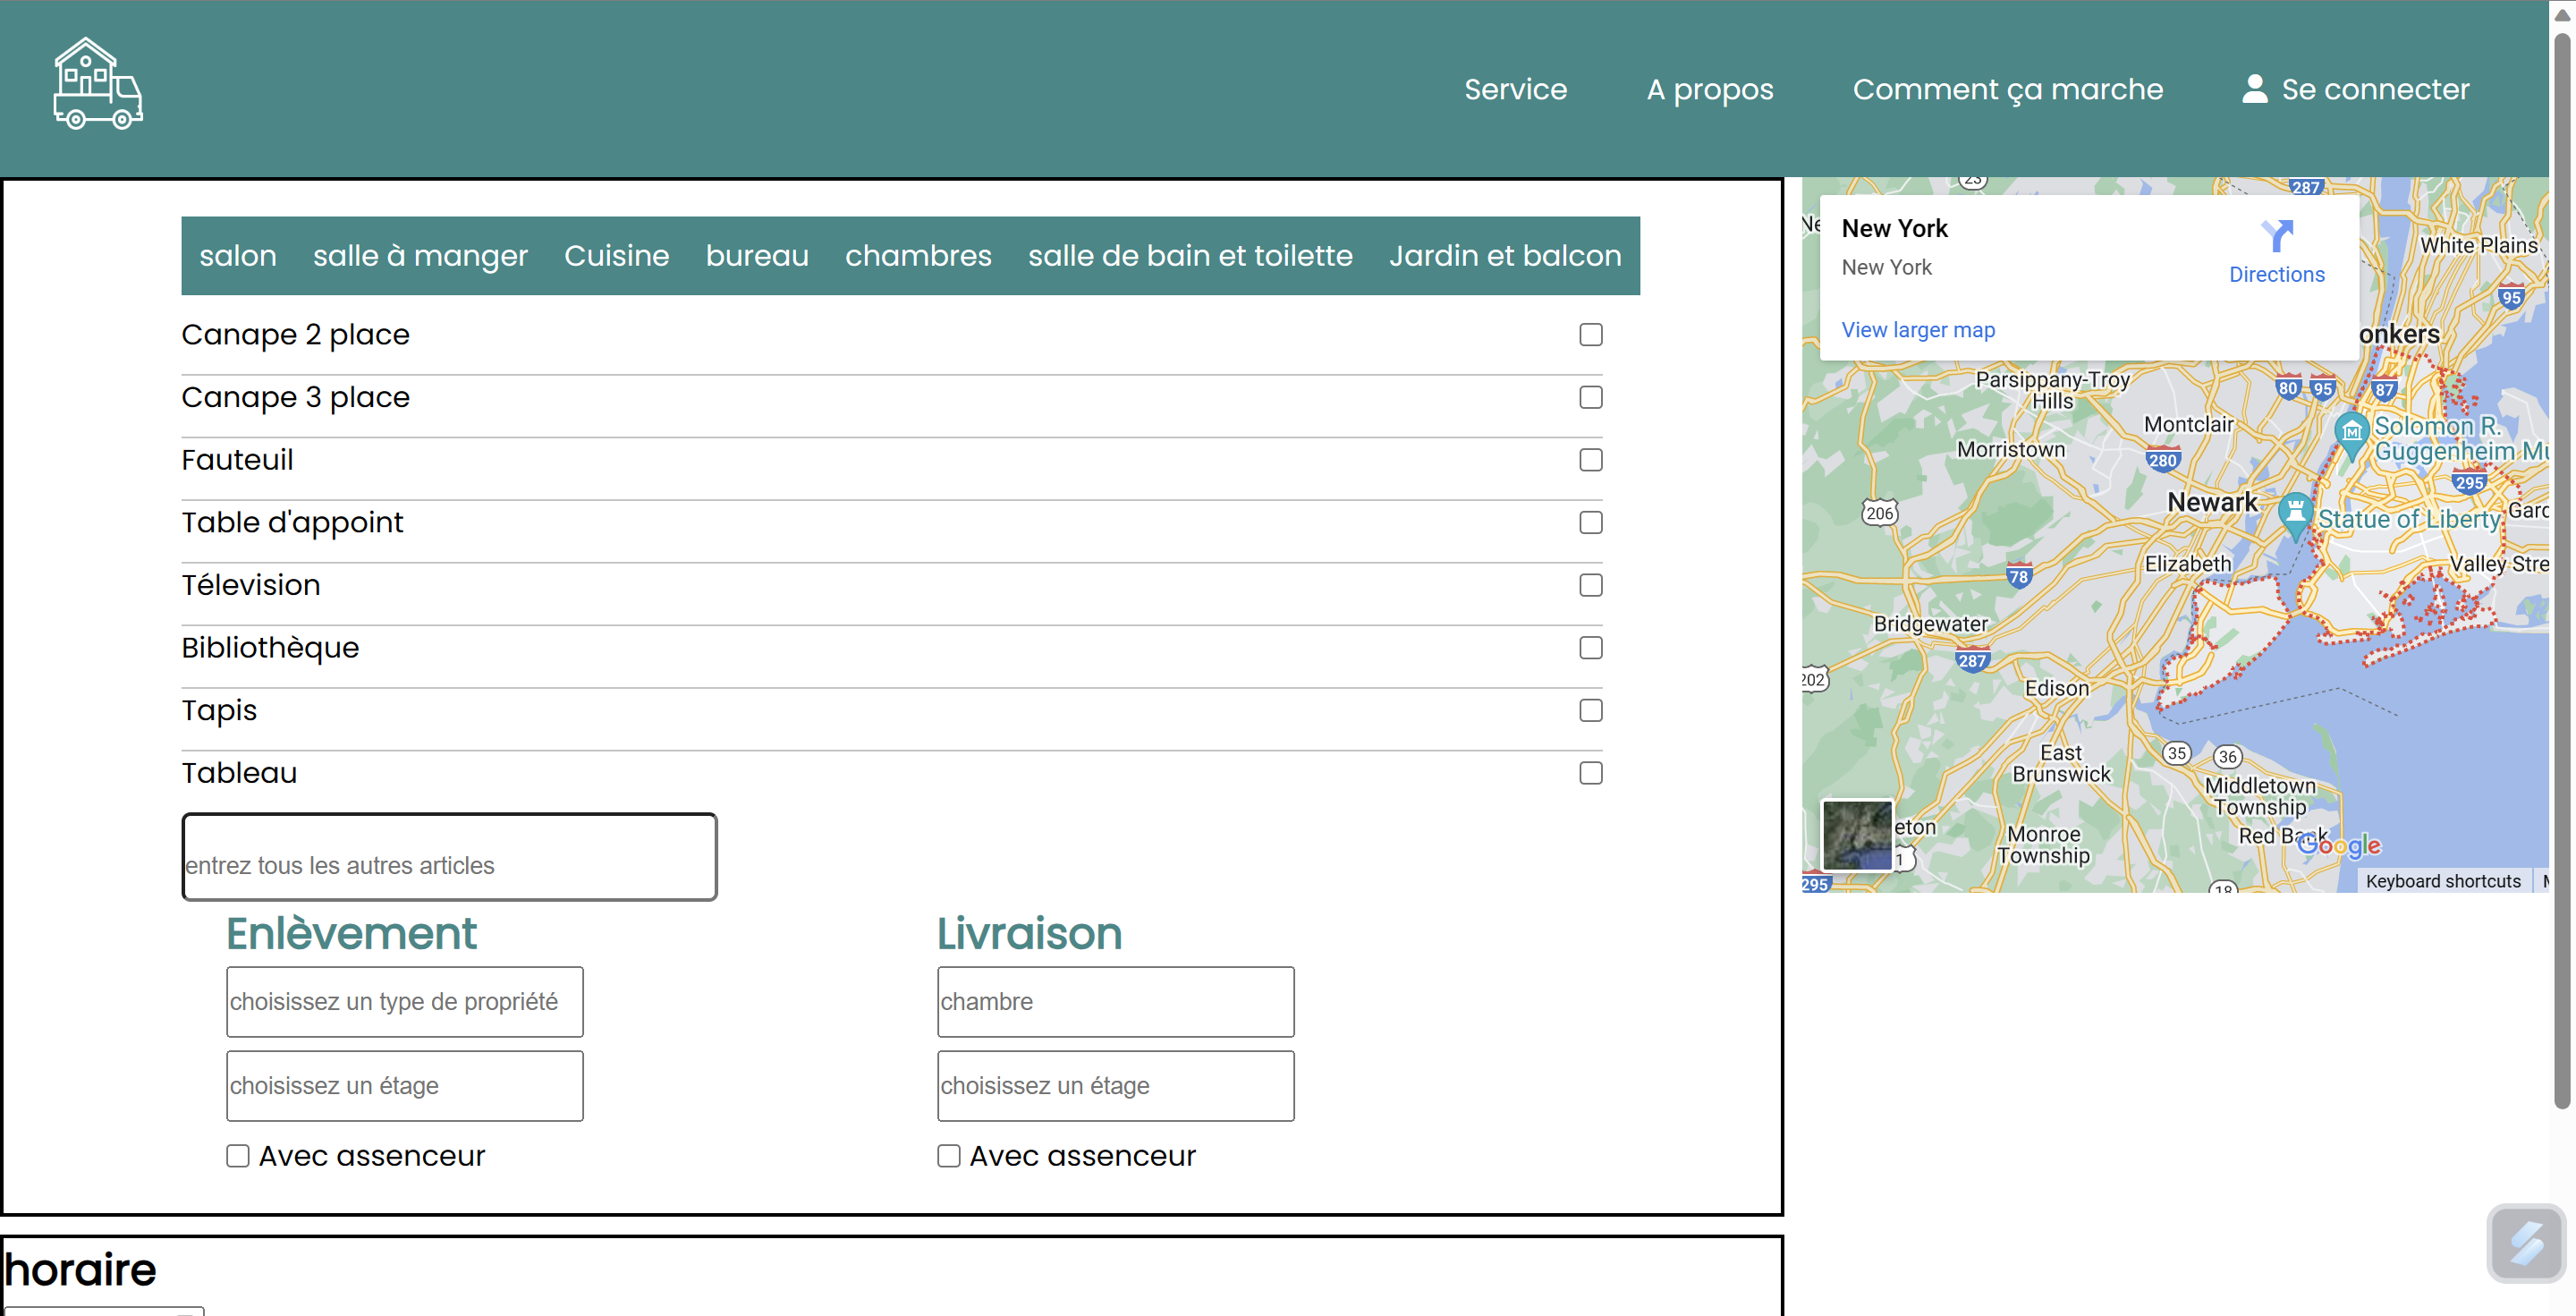 Service A propos Comment ça marche Se connecter
salon salle à manger Cuisine bureau chambres salle de bain et toilette Jardin et balcon
Canape 2 place
Canape 3 place
Fauteuil
Table d'appoint
Télevision
Bibliothèque
Tapis
Tableau
entrez tous les autres articles
Enlèvement
choisissez un type de propriété
choisissez un étage
Avec assenceur
Livraison
chambre
choisissez un étage
Avec assenceur
horaire
New York
New York
Directions
View larger map
23
287
White Plains
95
onkers
Parsippany-Troy
Hills
80
95
87
Montclair
Morristown
280
Solomon R.
Guggenheim Mu
295
206
Newark
Statue of Liberty
Gard
78
Elizabeth
Valley Stre
Bridgewater
287
202
Edison
East
Brunswick
35
36
Middletown
Township
eton
Monroe
Township
Red Bank
Google
1
295
18
Keyboard shortcuts